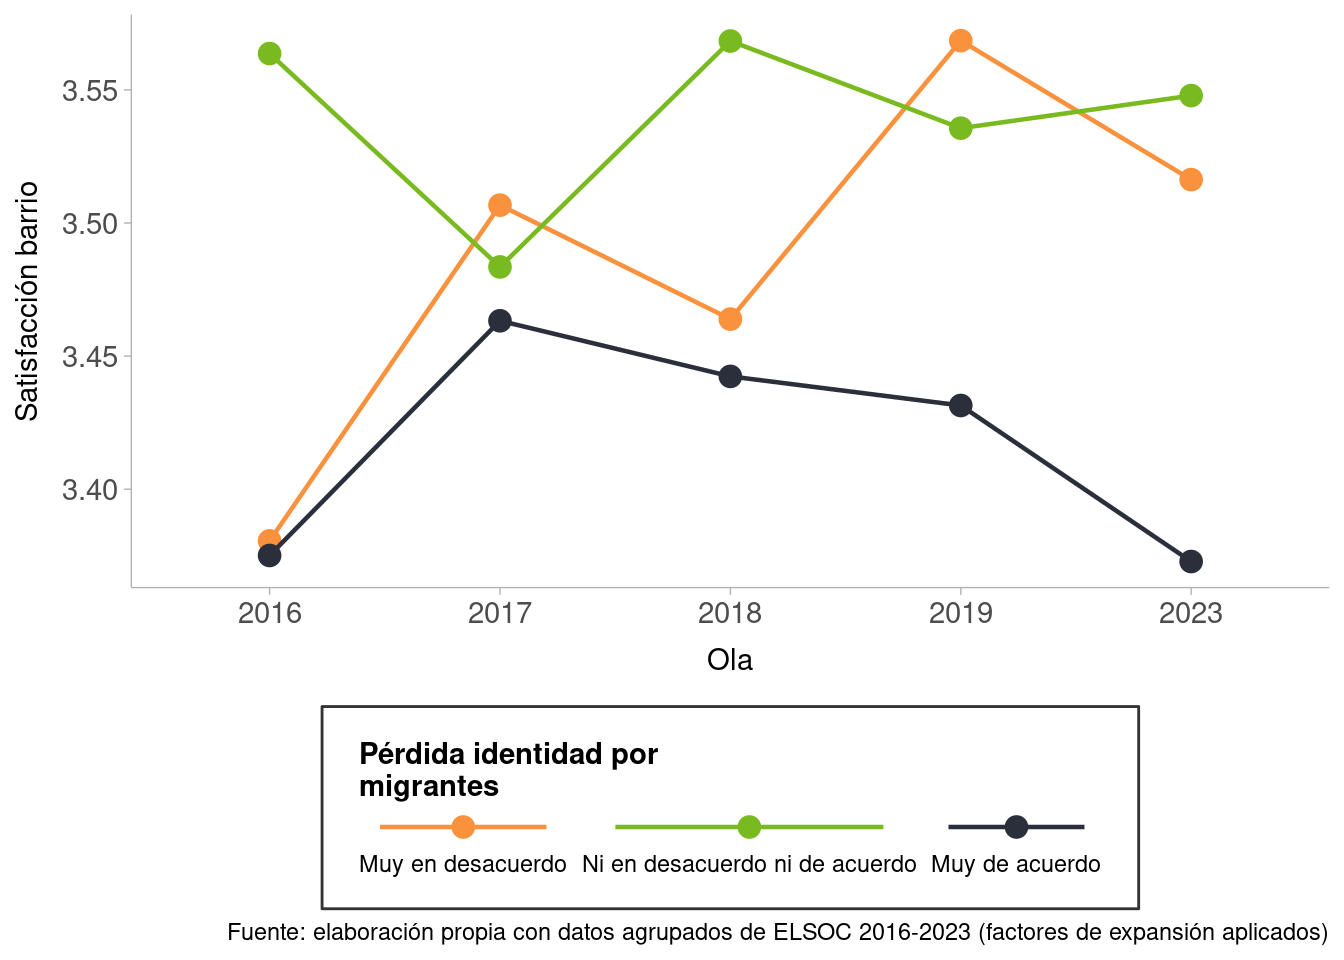 Satisfacción barrio
3.55
3.50
3.45
3.40
2016 2017 2018 2019 2023
Ola
Pérdida identidad por
migrantes
Muy en desacuerdo Ni en desacuerdo ni de acuerdo Muy de acuerdo
Fuente: elaboración propia con datos agrupados de ELSOC 2016-2023 (factores de expansión aplicados)